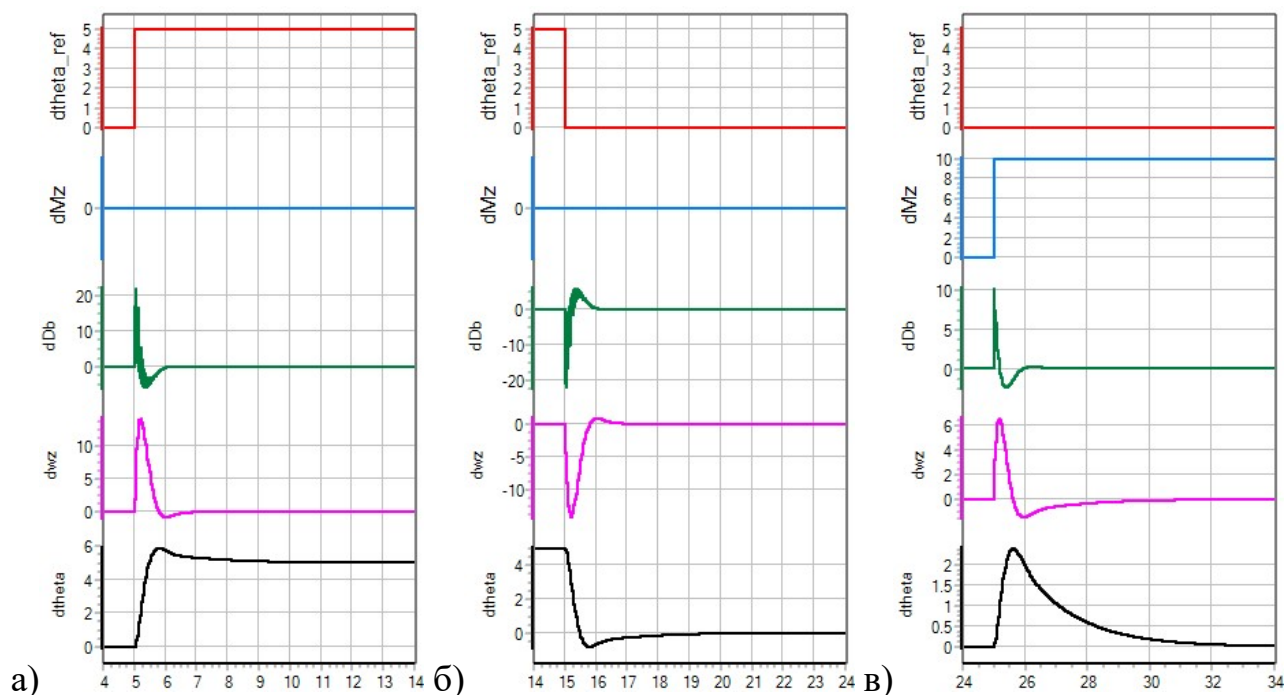 а)
dtheta_ref
5
4
3
2
1
0
dMz
0
dDb
20
10
0
dwz
10
5
0
dtheta
6
4
2
0
4 5 6 7 8 9 10 11 12 13 14
б)
dtheta_ref
5
4
3
2
1
0
dMz
0
dDb
0
-10
-20
dwz
0
-5
-10
dtheta
4
2
0
14 15 16 17 18 19 20 21 22 23 24
в)
dtheta_ref
5
4
3
2
1
0
dMz
10
8
6
4
2
0
dDb
10
5
0
dwz
6
4
2
0
dtheta
2
1.5
1
0.5
0
24 26 28 30 32 34